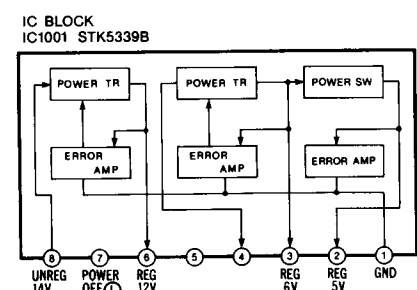 IC BLOCK
IC1001 STK5339B
POWER TR
POWER TR
POWER SW
ERROR AMP
ERROR AMP
ERROR AMP
8 7 6 5 4 3 2 1
UNREG 14V
POWER OFF L
REG 12V
REG 6V
REG 5V
GND